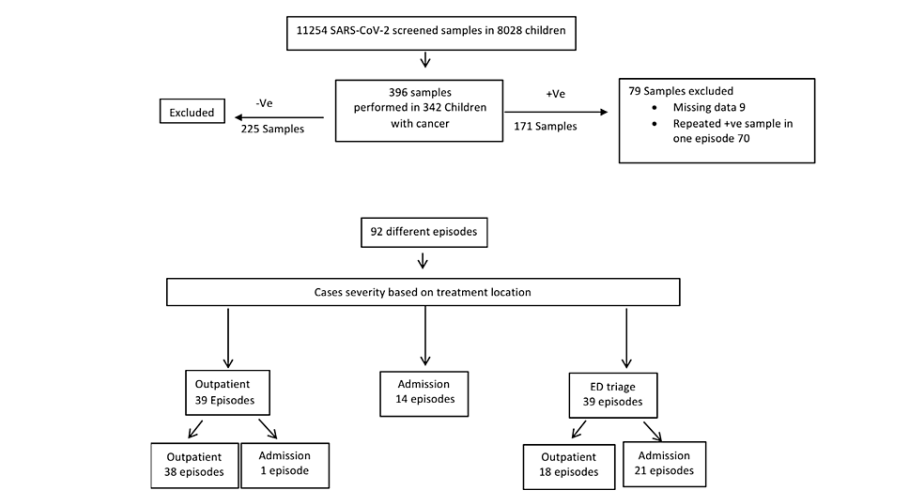 11254 SARS-CoV-2 screened samples in 8028 children
396 samples
performed in 342 Children
with cancer
-Ve
225 Samples
Excluded
+Ve
171 Samples
79 Samples excluded
• Missing data 9
• Repeated +ve sample in
one episode 70
92 different episodes
Cases severity based on treatment location
Outpatient
39 Episodes
Admission
14 episodes
ED triage
39 episodes
Outpatient
38 episodes
Admission
1 episode
Outpatient
18 episodes
Admission
21 episodes